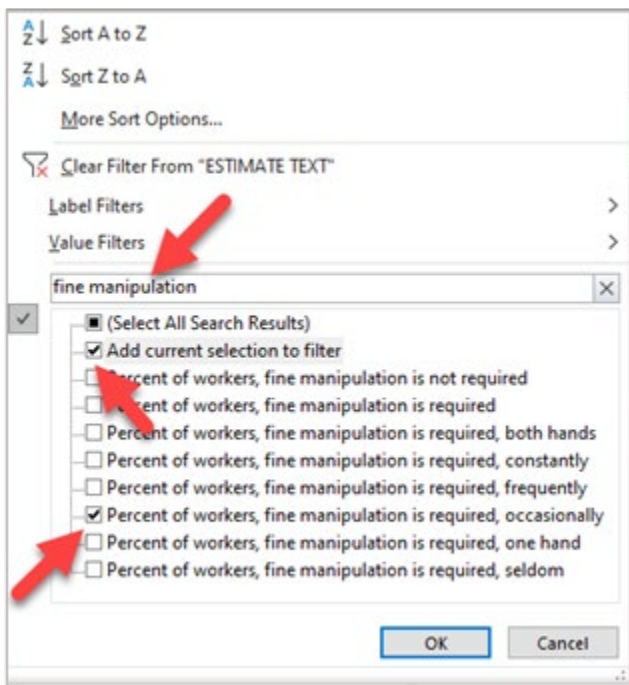 Sort A to Z
Sort Z to A
More Sort Options...
Clear Filter From "ESTIMATE TEXT"
Label Filters
Value Filters
fine manipulation
(Select All Search Results)
Add current selection to filter
Percent of workers, fine manipulation is not required
Percent of workers, fine manipulation is required
Percent of workers, fine manipulation is required, both hands
Percent of workers, fine manipulation is required, constantly
Percent of workers, fine manipulation is required, frequently
Percent of workers, fine manipulation is required, occasionally
Percent of workers, fine manipulation is required, one hand
Percent of workers, fine manipulation is required, seldom
OK Cancel